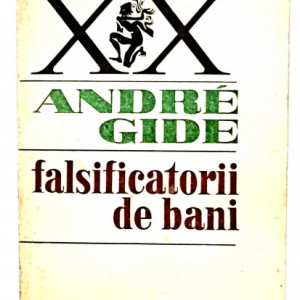 XX
ANDRÉ
GIDE
falsificatorii
de bani